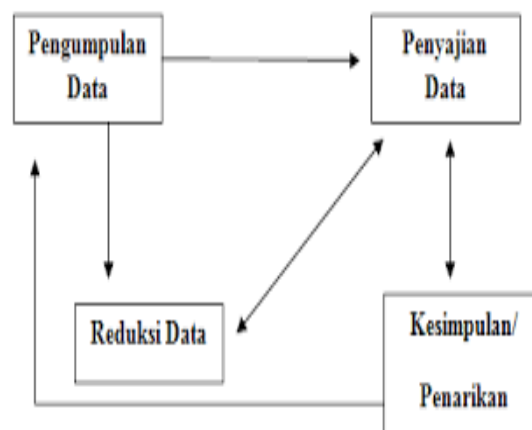 Pengumpulan
Data
Penyajian
Data
Reduksi Data
Kesimpulan/
Penarikan